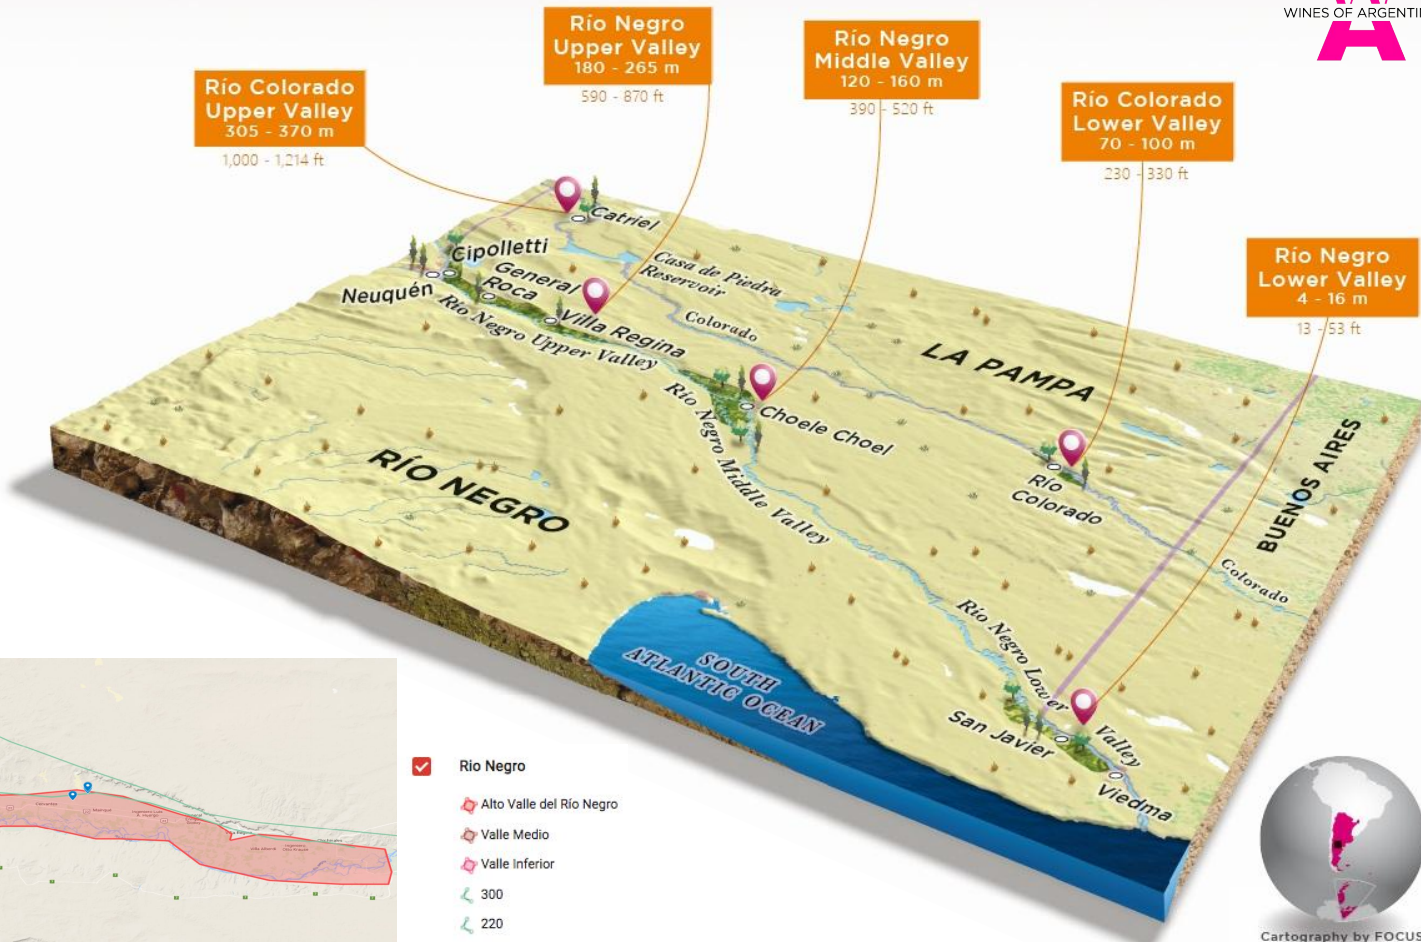 WINES OF ARGENTI
Río Negro
Upper Valley
180 - 265 m
590 - 870 ft
Río Negro
Middle Valley
120 - 160 m
390 - 520 ft
Río Colorado
Upper Valley
305 - 370 m
1,000 - 1,214 ft
Río Colorado
Lower Valley
70 - 100 m
230 - 330 ft
Río Negro
Lower Valley
4 - 16 m
13 - 53 ft
Catriel
Cipolletti
Neuquén
General
Roca
Casa de Piedra
Reservoir
Villa Regina
Río Negro Upper Valley
Colorado
LA PAMPA
Choele Choel
Río Negro Middle Valley
RÍO NEGRO
Río
Colorado
BUENOS AIRES
Colorado
Río Negro Lower Valley
SOUTH
ATLANTIC OCEAN
San Javier
Viedma
Rio Negro
Alto Valle del Río Negro
Valle Medio
Valle Inferior
300
220
Cartography by FOCUS